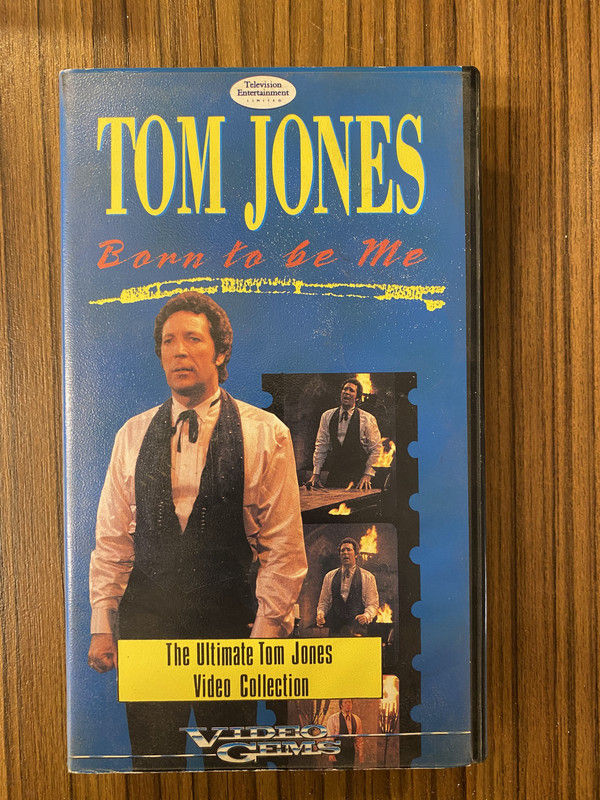 Television
Entertainment
LIMITED
TOM JONES
Born to be Me
The Ultimate Tom Jones
Video Collection
VIDEO
GEMS